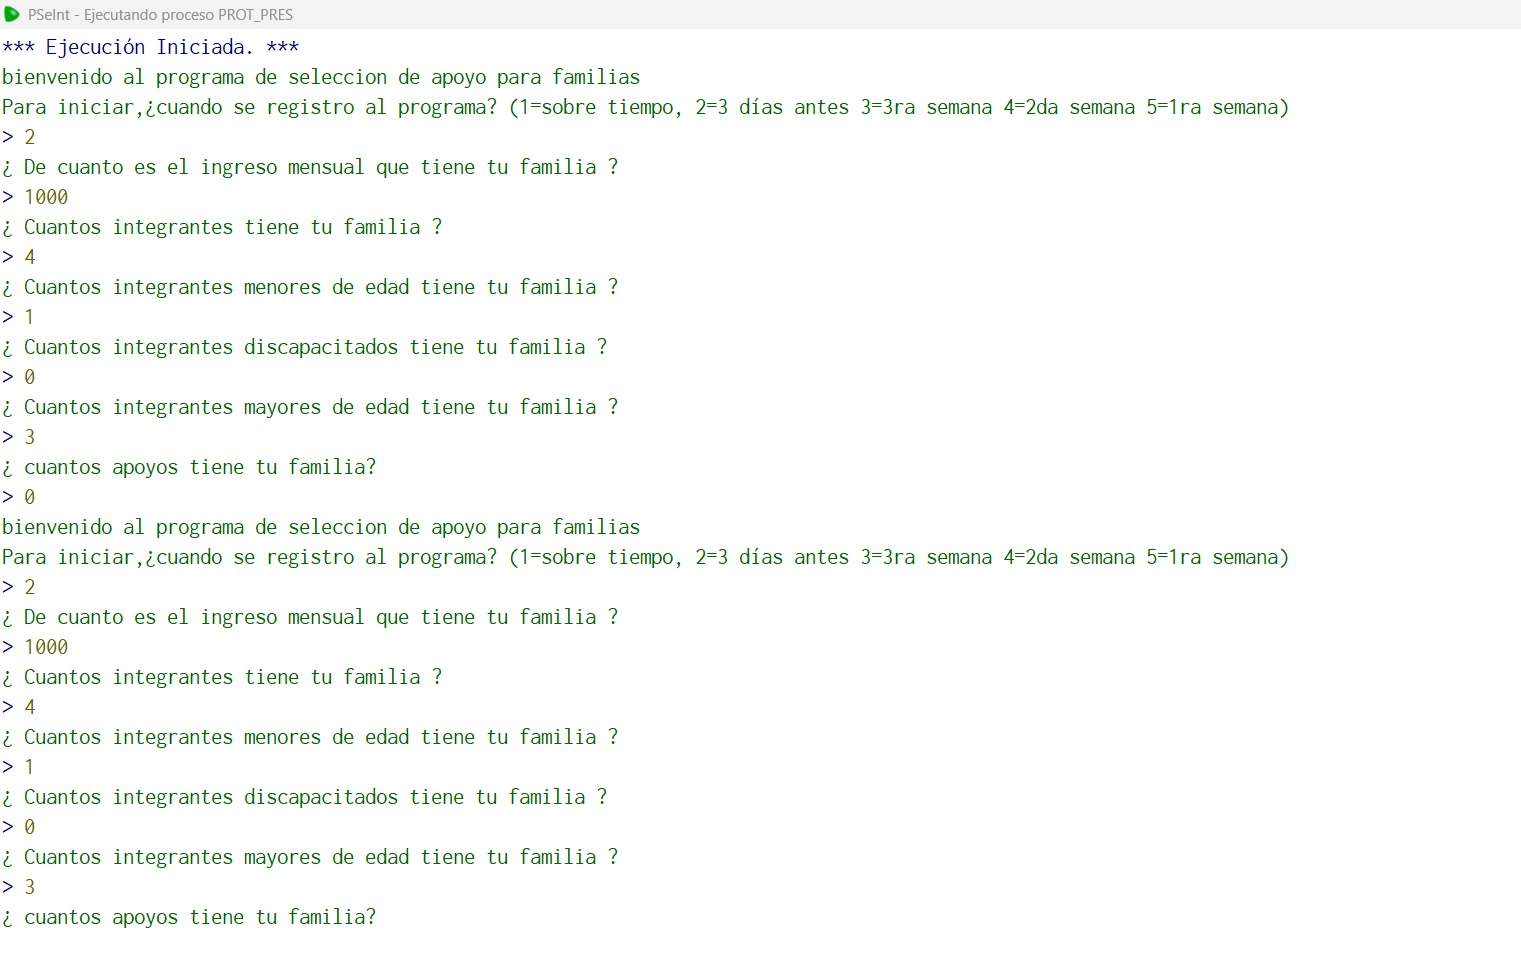 PSeInt - Ejecutando proceso PROT_PRES
*** Ejecución Iniciada. ***
bienvenido al programa de seleccion de apoyo para familias
Para iniciar,¿cuando se registro al programa? (1=sobre tiempo, 2=3 días antes 3=3ra semana 4=2da semana 5=1ra semana)
> 2
¿ De cuanto es el ingreso mensual que tiene tu familia ?
> 1000
¿ Cuantos integrantes tiene tu familia ?
> 4
¿ Cuantos integrantes menores de edad tiene tu familia ?
> 1
¿ Cuantos integrantes discapacitados tiene tu familia ?
> 0
¿ Cuantos integrantes mayores de edad tiene tu familia ?
> 3
¿ cuantos apoyos tiene tu familia?
> 0
bienvenido al programa de seleccion de apoyo para familias
Para iniciar,¿cuando se registro al programa? (1=sobre tiempo, 2=3 días antes 3=3ra semana 4=2da semana 5=1ra semana)
> 2
¿ De cuanto es el ingreso mensual que tiene tu familia ?
> 1000
¿ Cuantos integrantes tiene tu familia ?
> 4
¿ Cuantos integrantes menores de edad tiene tu familia ?
> 1
¿ Cuantos integrantes discapacitados tiene tu familia ?
> 0
¿ Cuantos integrantes mayores de edad tiene tu familia ?
> 3
¿ cuantos apoyos tiene tu familia?